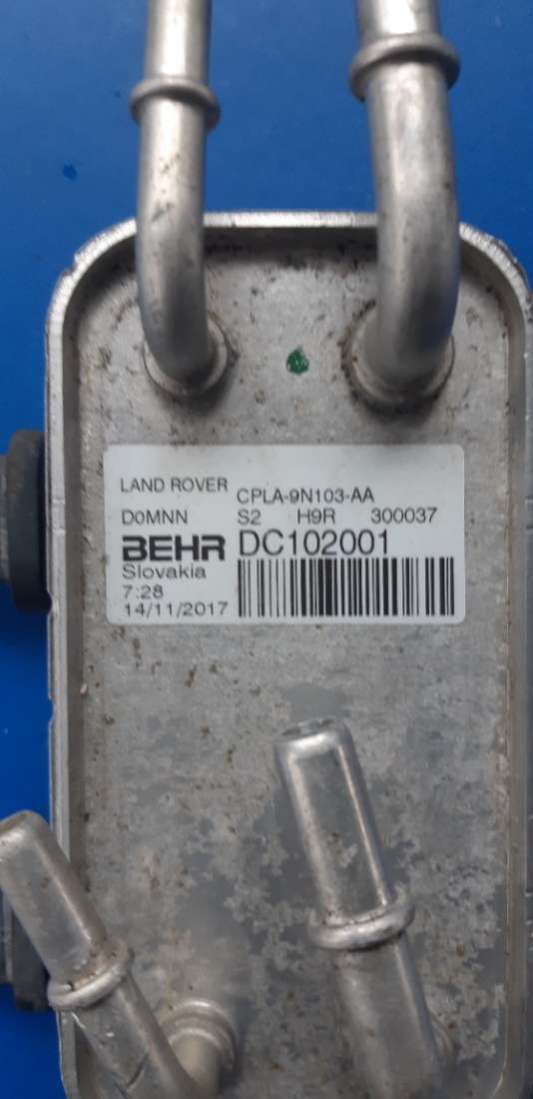 LAND ROVER CPLA-9N103-AA
D0MNN S2 H9R 300037
BEHR DC102001
Slovakia
7:28
14/11/2017